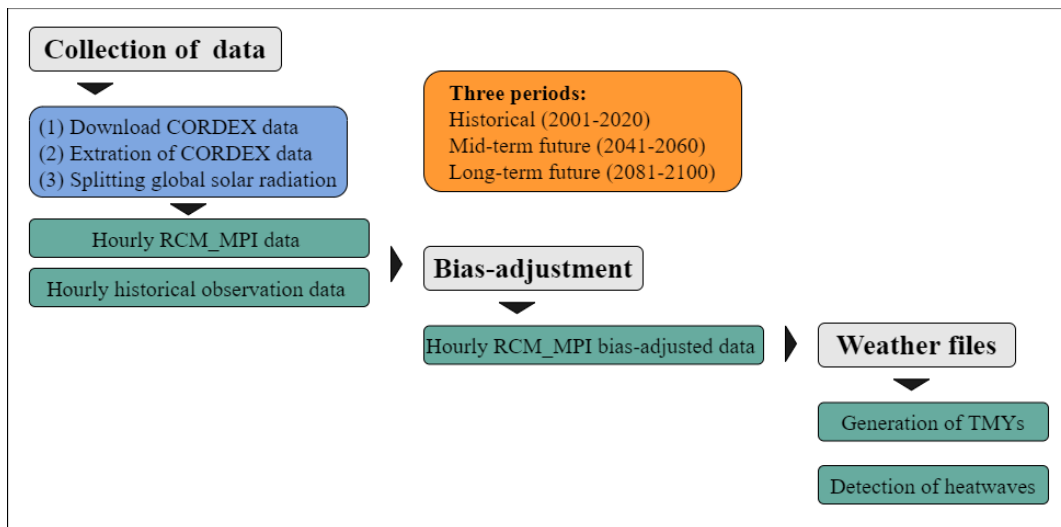 Collection of data
(1) Download CORDEX data
(2) Extration of CORDEX data
(3) Splitting global solar radiation
Hourly RCM_MPI data
Hourly historical observation data
Three periods:
Historical (2001-2020)
Mid-term future (2041-2060)
Long-term future (2081-2100)
Bias-adjustment
Hourly RCM_MPI bias-adjusted data
Weather files
Generation of TMYs
Detection of heatwaves